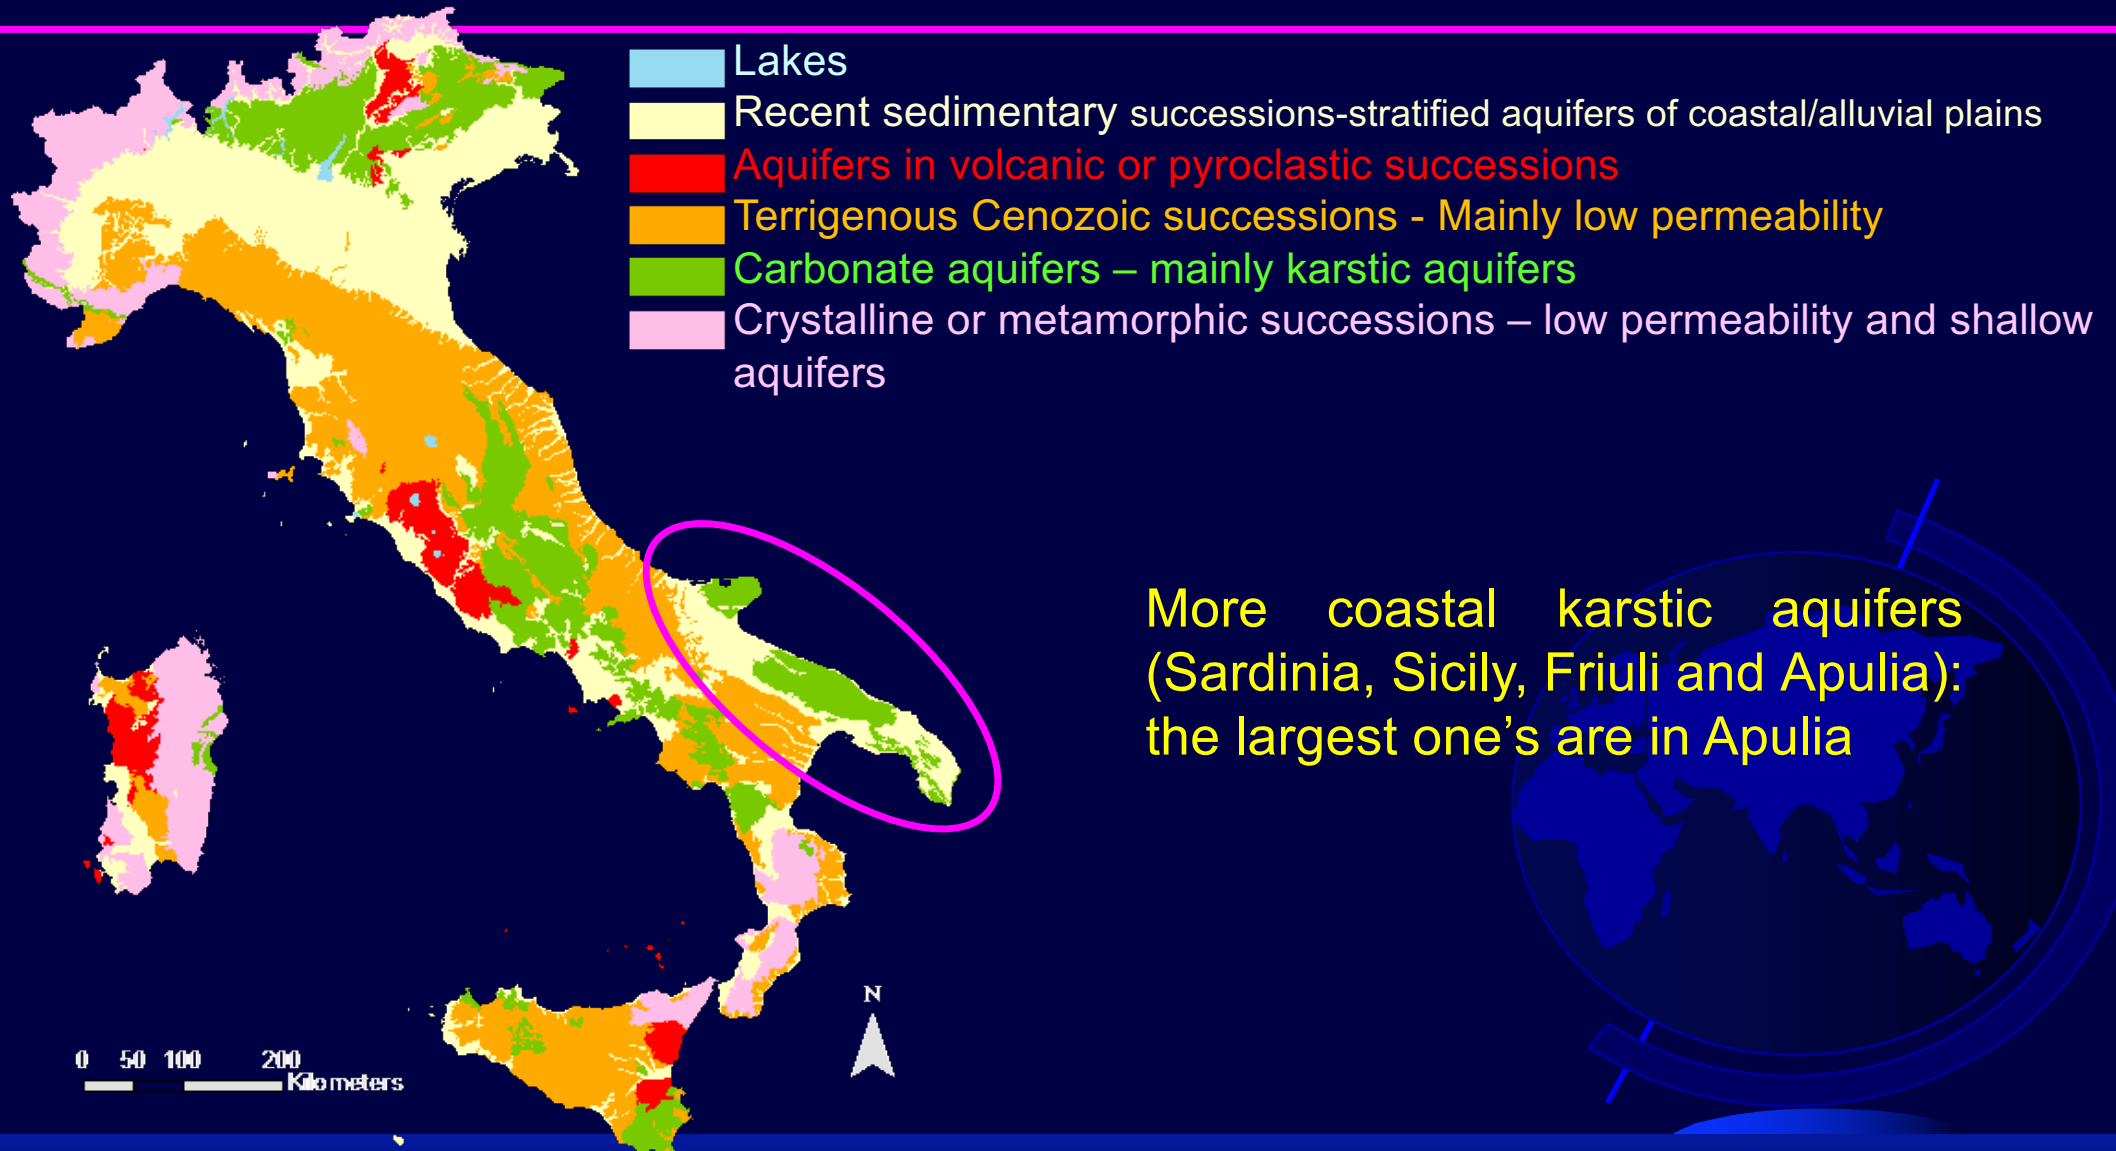 Lakes
Recent sedimentary successions-stratified aquifers of coastal/alluvial plains
Aquifers in volcanic or pyroclastic successions
Terrigenous Cenozoic successions - Mainly low permeability
Carbonate aquifers – mainly karstic aquifers
Crystalline or metamorphic successions – low permeability and shallow
aquifers
More coastal karstic aquifers
(Sardinia, Sicily, Friuli and Apulia):
the largest one’s are in Apulia
N
0 50 100 200
Kilometers